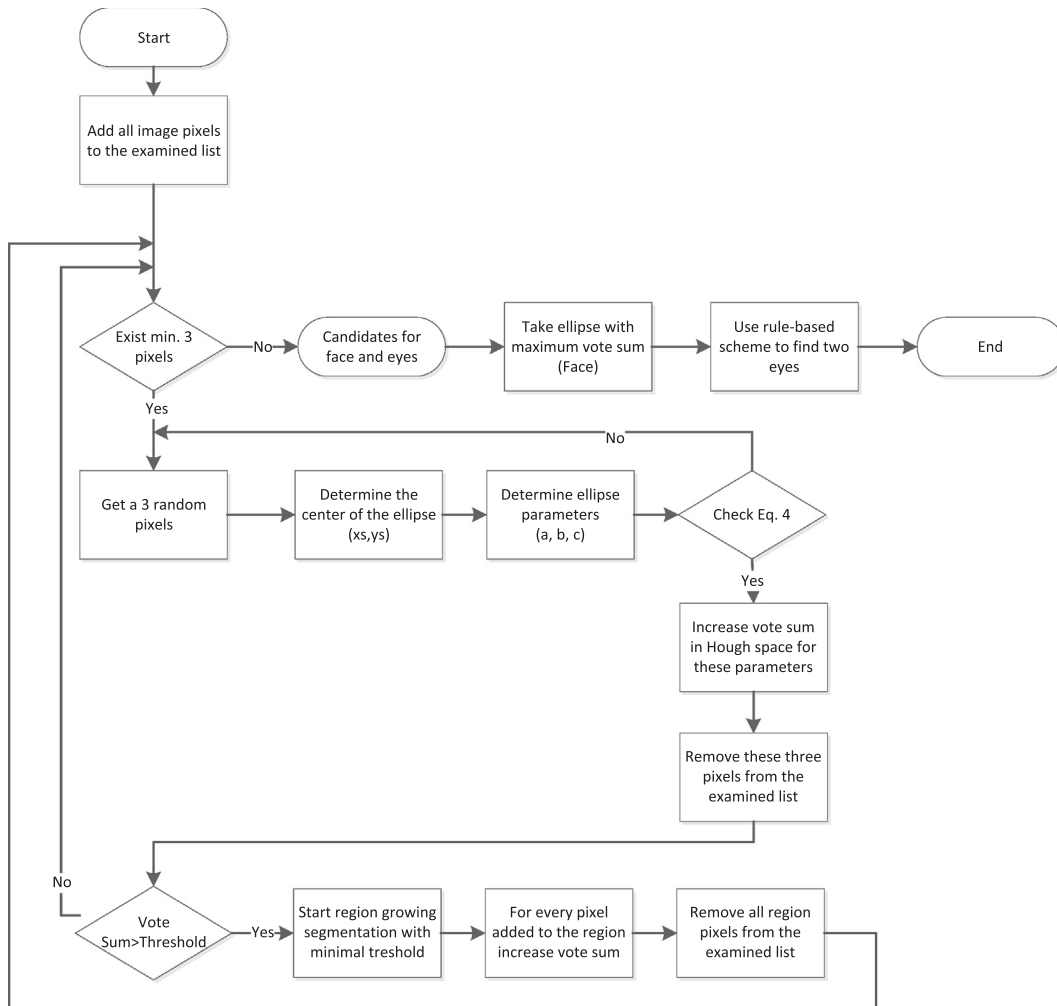 Start
Add all image pixels
to the examined list
Exist min. 3
pixels
No
Candidates for
face and eyes
Take ellipse with
maximum vote sum
(Face)
Use rule-based
scheme to find two
eyes
End
Yes
No
Get a 3 random
pixels
Determine the
center of the ellipse
(xs,ys)
Determine ellipse
parameters
(a, b, c)
Check Eq. 4
Yes
Increase vote sum
in Hough space for
these parameters
Remove these three
pixels from the
examined list
No
Vote
Sum>Threshold
Yes
Start region growing
segmentation with
minimal treshold
For every pixel
added to the region
increase vote sum
Remove all region
pixels from the
examined list